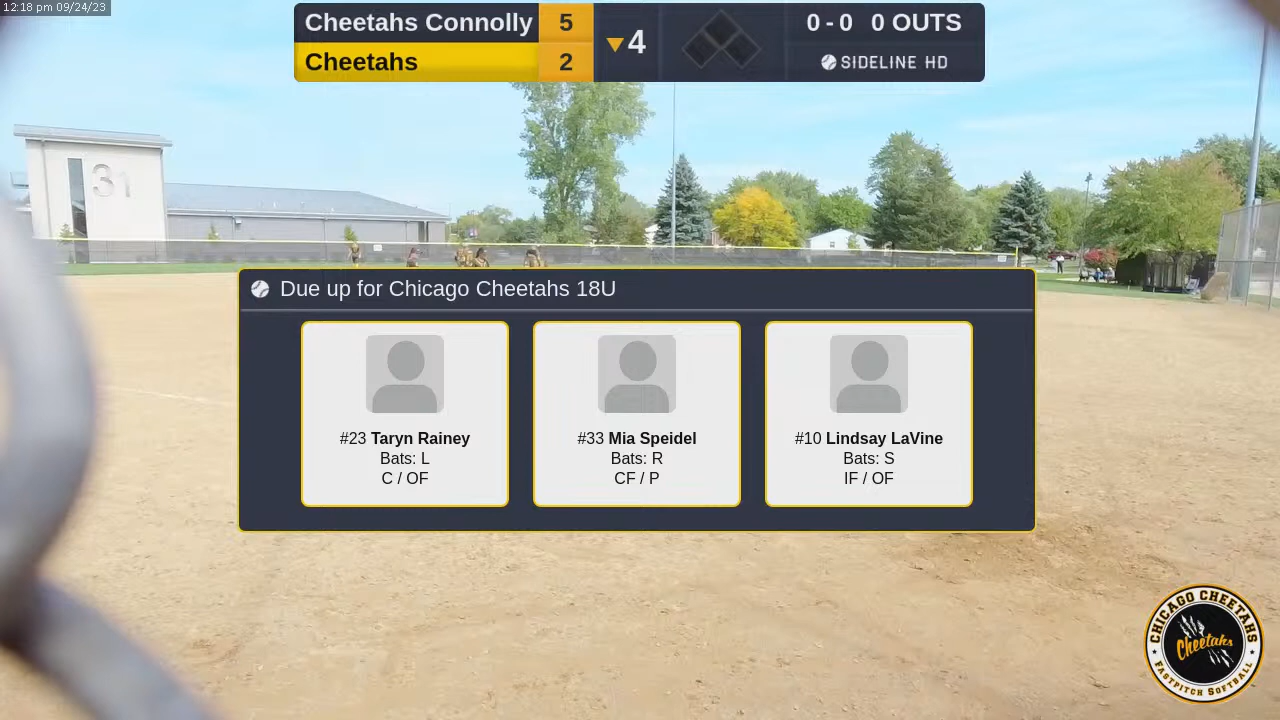 12:18 pm 09/24/23
Cheetahs Connolly 5
Cheetahs 2
4
0 - 0 0 OUTS
SIDELINE HD
31
Due up for Chicago Cheetahs 18U
#23 Taryn Rainey
Bats: L
C / OF
#33 Mia Speidel
Bats: R
CF / P
#10 Lindsay LaVine
Bats: S
IF / OF
CHICAGO CHEETAHS
Cheetahs
FASTPITCH SOFTBALL